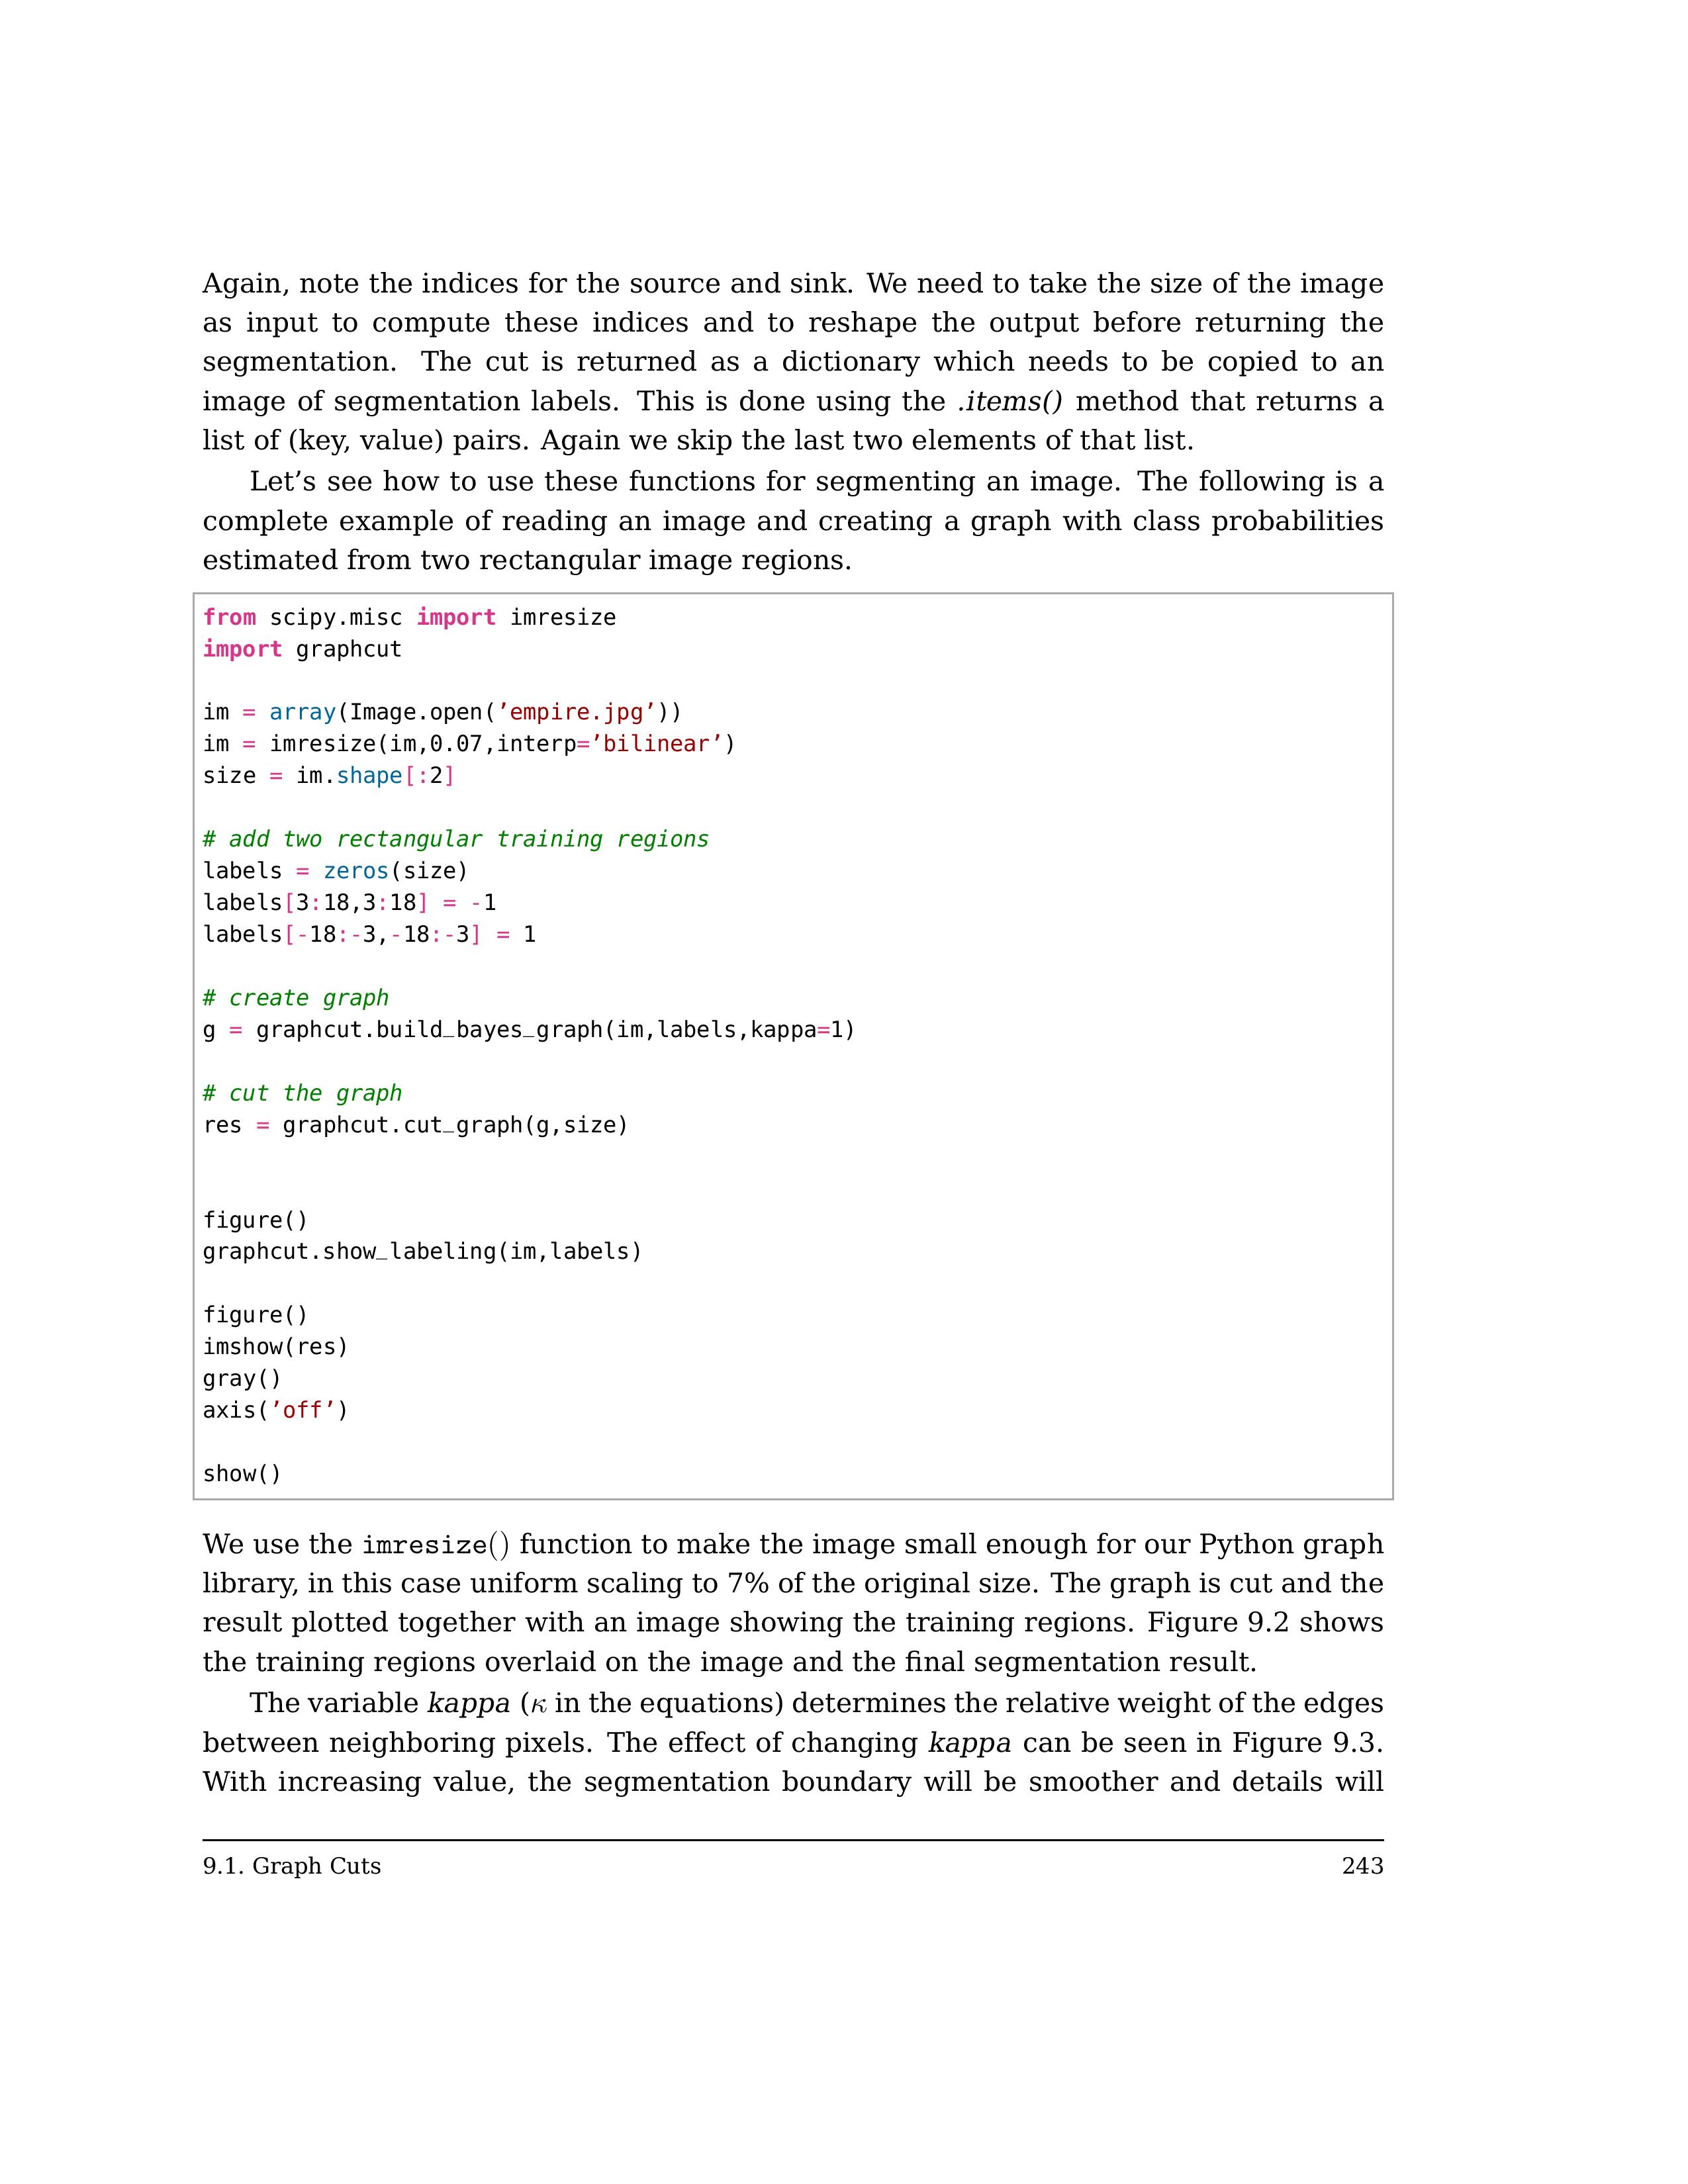 Again, note the indices for the source and sink. We need to take the size of the image
as input to compute these indices and to reshape the output before returning the
segmentation. The cut is returned as a dictionary which needs to be copied to an
image of segmentation labels. This is done using the .items() method that returns a
list of (key, value) pairs. Again we skip the last two elements of that list.
Let’s see how to use these functions for segmenting an image. The following is a
complete example of reading an image and creating a graph with class probabilities
estimated from two rectangular image regions.
from scipy.misc import imresize
import graphcut
im = array(Image.open(’empire.jpg’))
im = imresize(im,0.07,interp=’bilinear’)
size = im.shape[:2]
# add two rectangular training regions
labels = zeros(size)
labels[3:18,3:18] = -1
labels[-18:-3,-18:-3] = 1
# create graph
g = graphcut.build_bayes_graph(im,labels,kappa=1)
# cut the graph
res = graphcut.cut_graph(g,size)
figure()
graphcut.show_labeling(im,labels)
figure()
imshow(res)
gray()
axis(’off’)
show()
We use the imresize() function to make the image small enough for our Python graph
library, in this case uniform scaling to 7% of the original size. The graph is cut and the
result plotted together with an image showing the training regions. Figure 9.2 shows
the training regions overlaid on the image and the final segmentation result.
The variable kappa (κ in the equations) determines the relative weight of the edges
between neighboring pixels. The effect of changing kappa can be seen in Figure 9.3.
With increasing value, the segmentation boundary will be smoother and details will
9.1. Graph Cuts 243